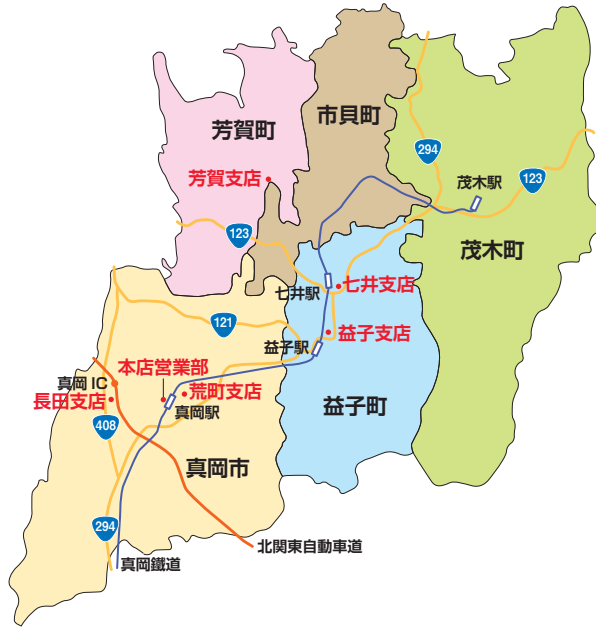 市貝町
芳賀町
294
芳賀支店
茂木駅
123
123
茂木町
七井駅
七井支店
121
益子支店
益子駅
本店営業部
真岡IC
荒町支店
長田支店
益子町
真岡駅
408
真岡市
294
北関東自動車道
真岡鐵道